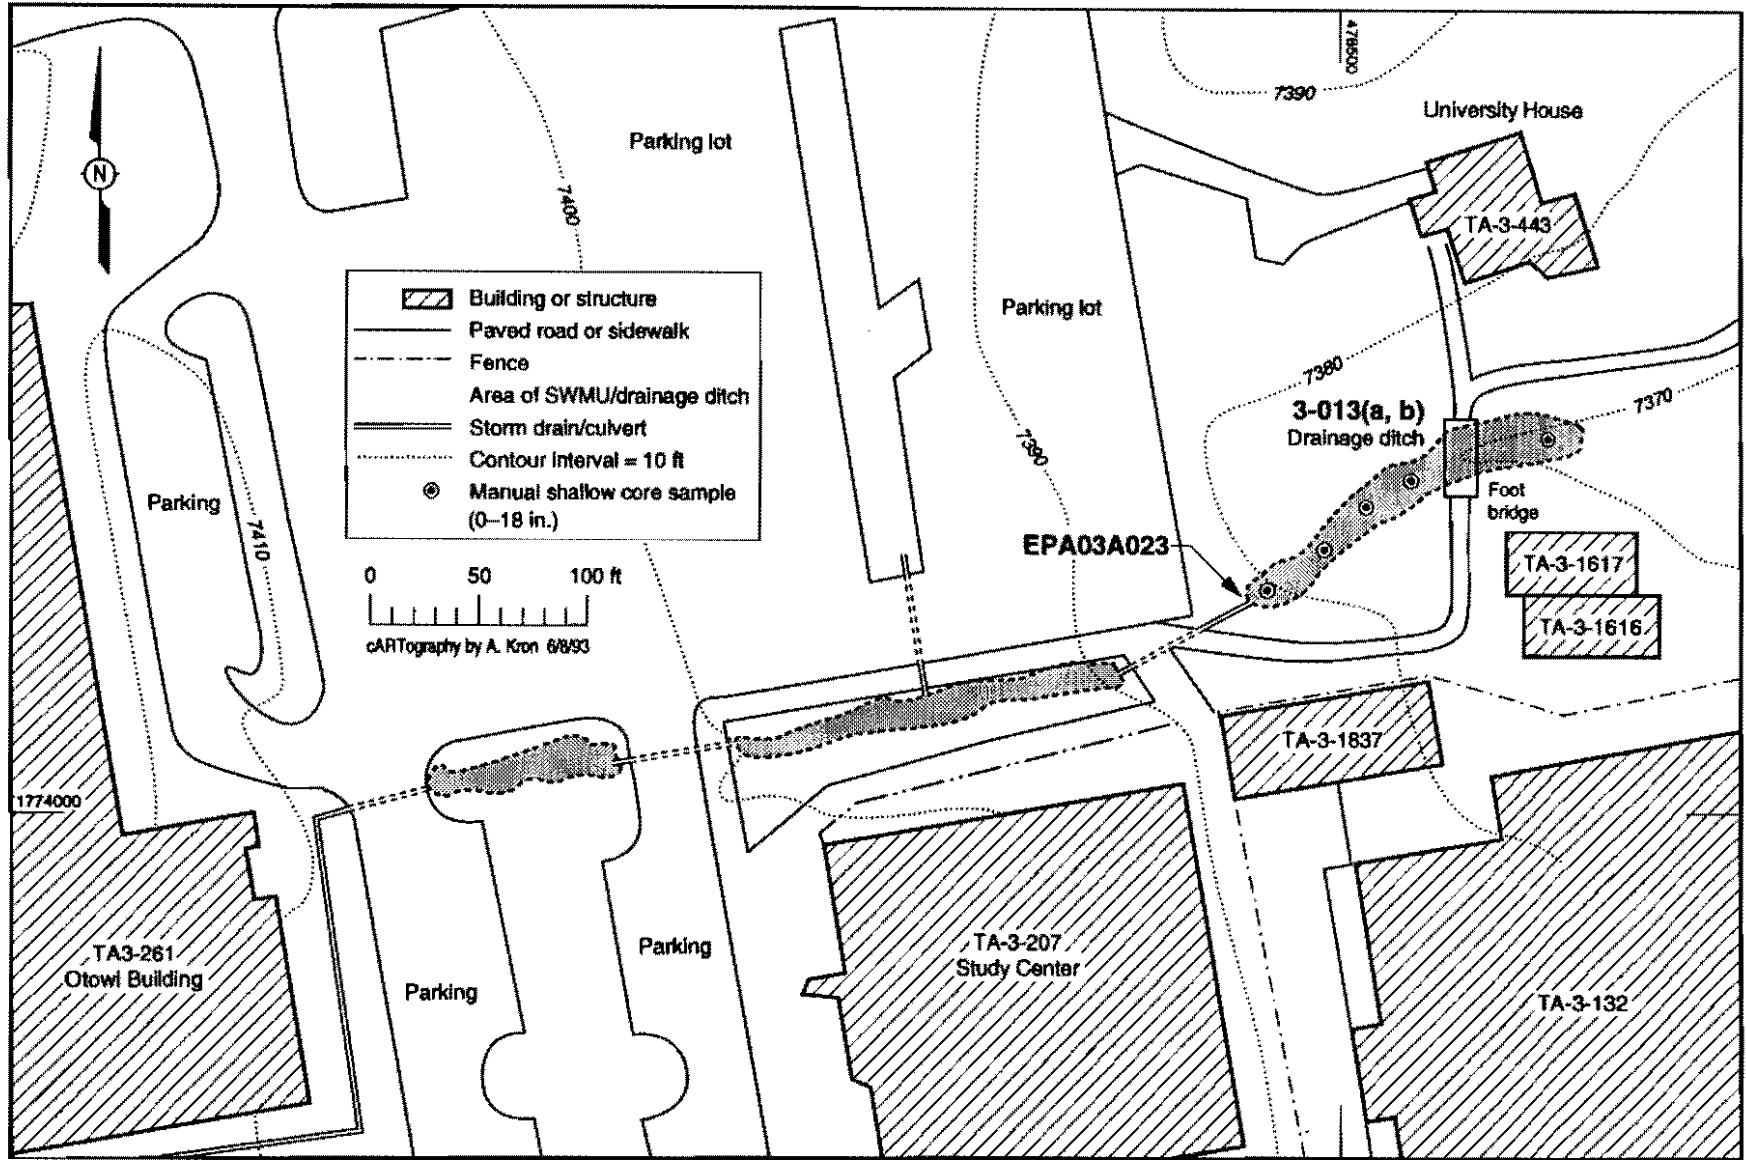 478500
7390
University House
Parking lot
N
7400
TA-3-443
Building or structure
Paved road or sidewalk
Fence
Area of SWMU/drainage ditch
Storm drain/culvert
Contour interval = 10 ft
Manual shallow core sample
(0–18 in.)
Parking lot
7380
7370
3-013(a, b)
Drainage ditch
7390
Foot
bridge
Parking
7410
EPA03A023
TA-3-1617
TA-3-1616
0 50 100 ft
cARTography by A. Kron 6/8/93
TA-3-1837
1774000
TA3-261
Otowi Building
Parking
Parking
TA-3-207
Study Center
TA-3-132